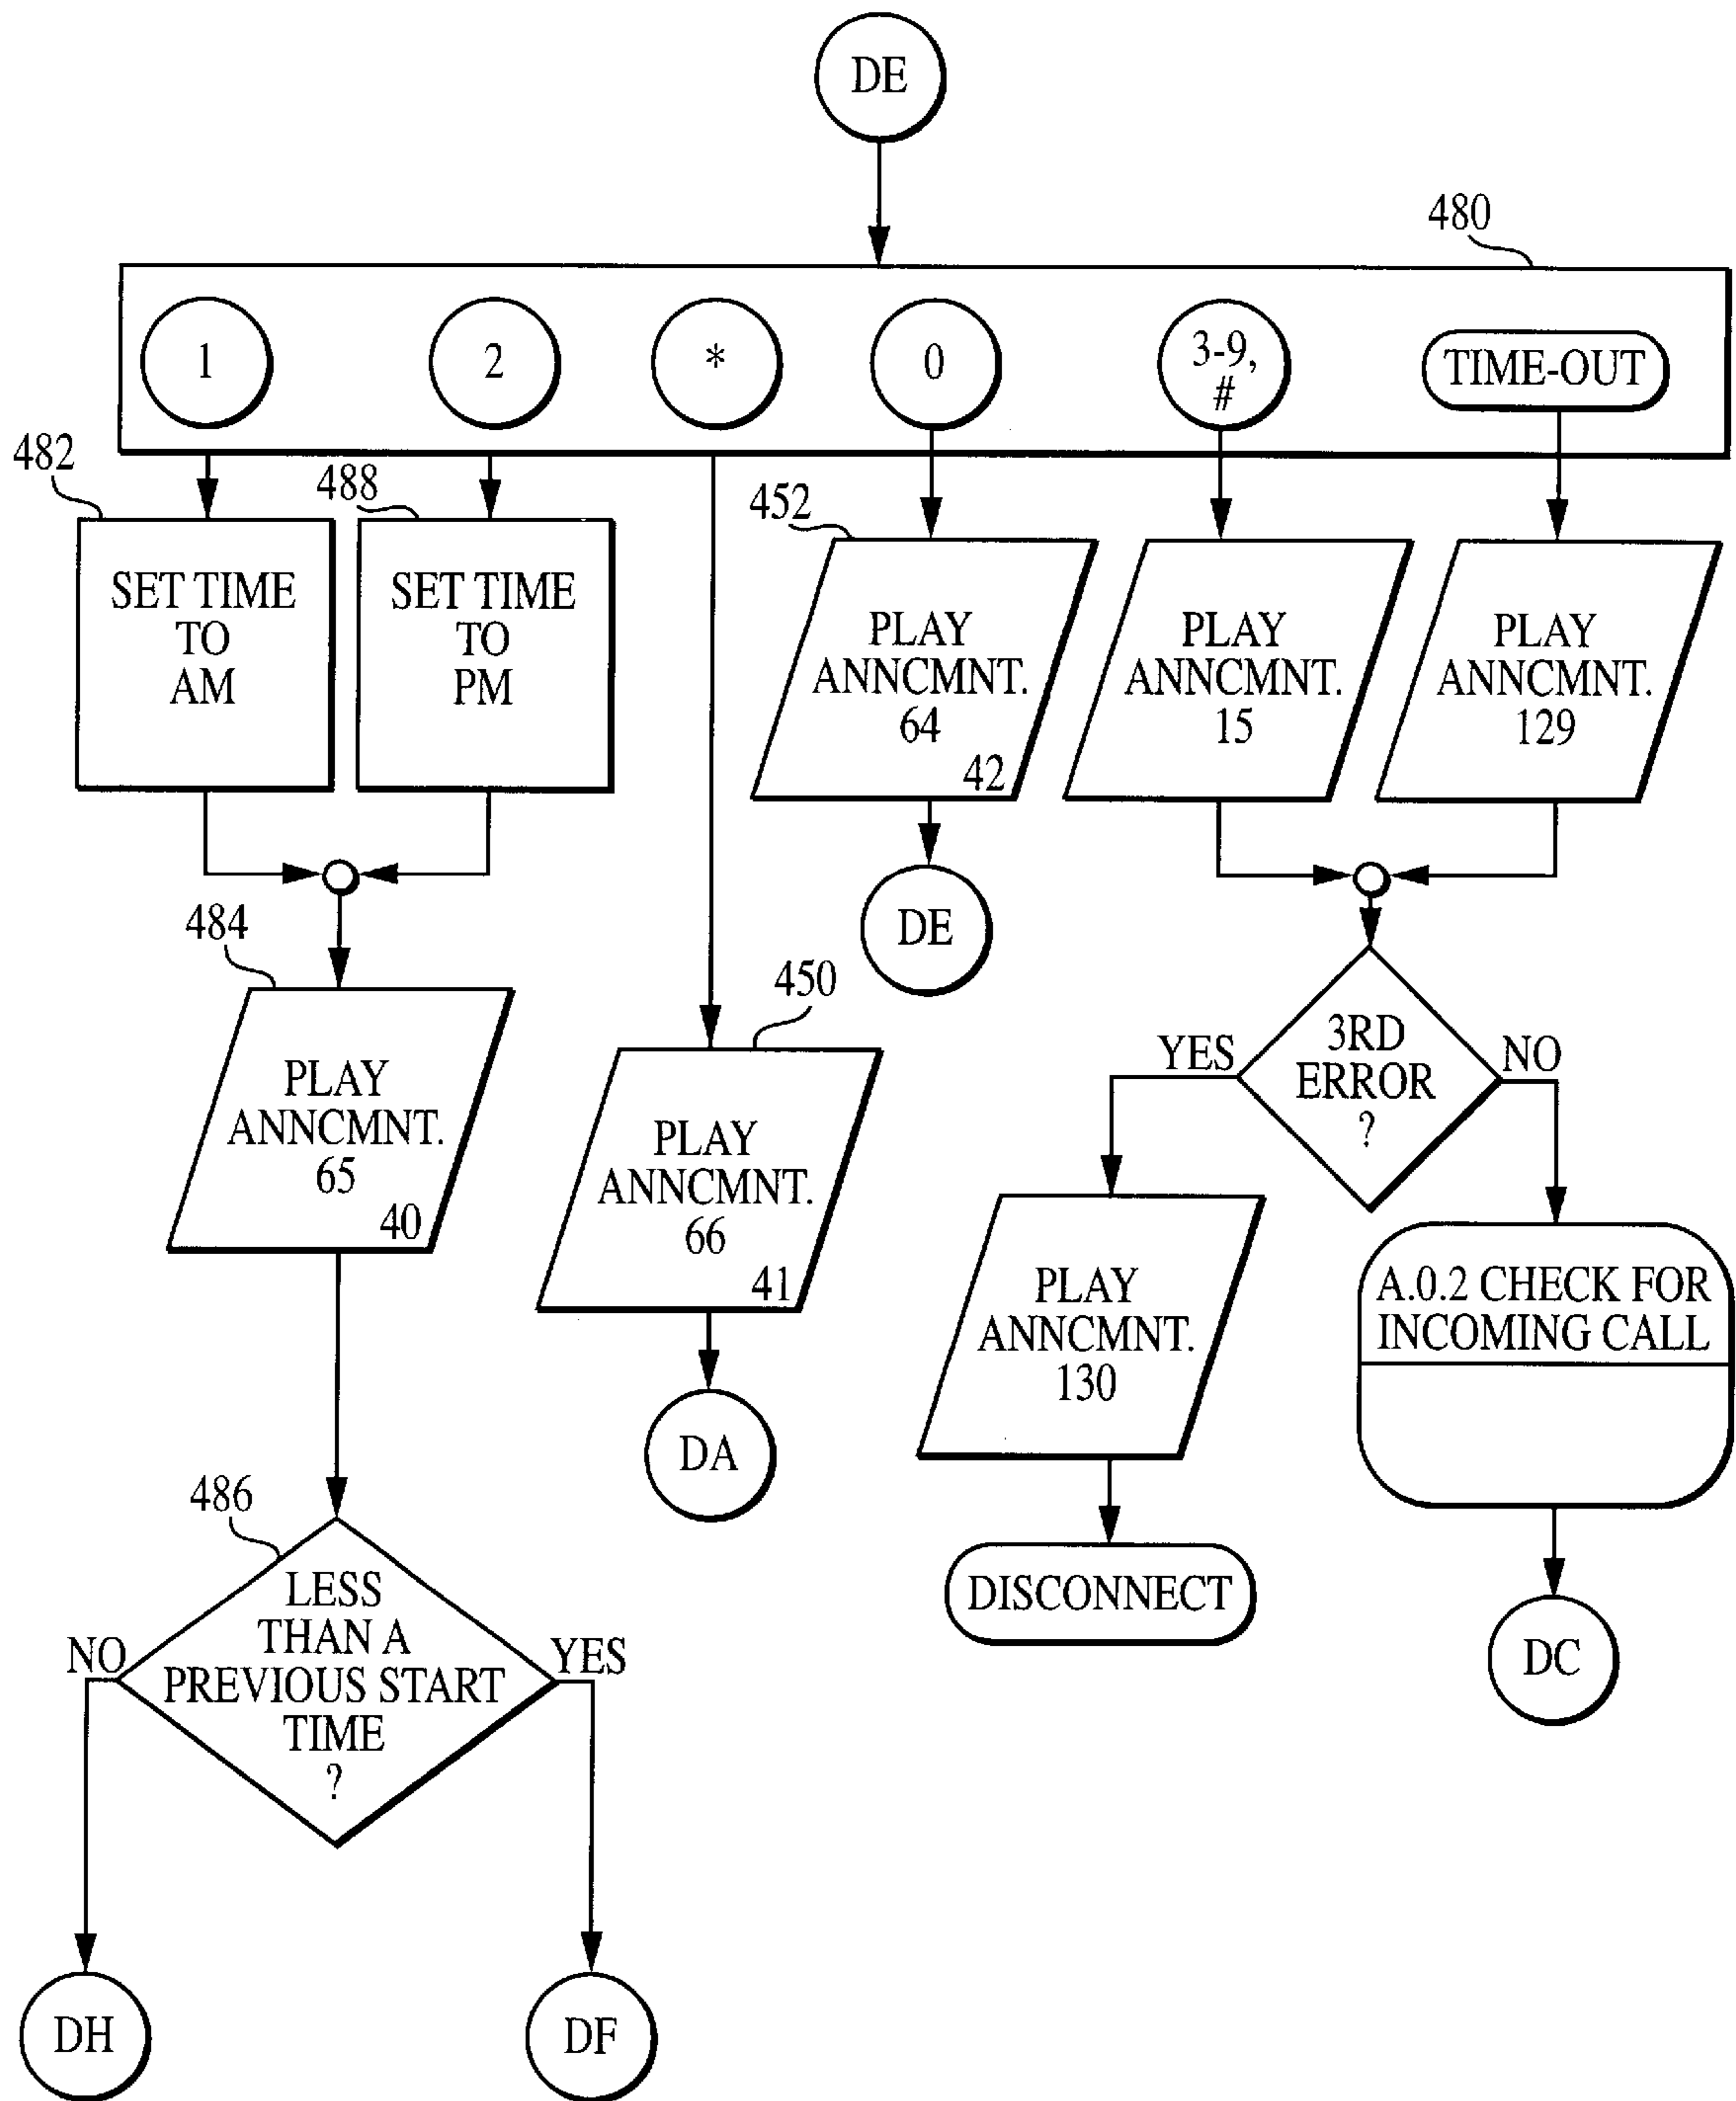 DE
480
1
2
*
0
3-9,
#
TIME-OUT
482
488
452
SET TIME
TO
AM
SET TIME
TO
PM
PLAY
ANNCMNT.
64
42
PLAY
ANNCMNT.
15
PLAY
ANNCMNT.
129
DE
484
450
PLAY
ANNCMNT.
65
40
PLAY
ANNCMNT.
66
41
YES
3RD
ERROR
?
NO
PLAY
ANNCMNT.
130
A.0.2 CHECK FOR
INCOMING CALL
DA
DISCONNECT
DC
486
NO
LESS
THAN A
PREVIOUS START
TIME
?
YES
DH
DF